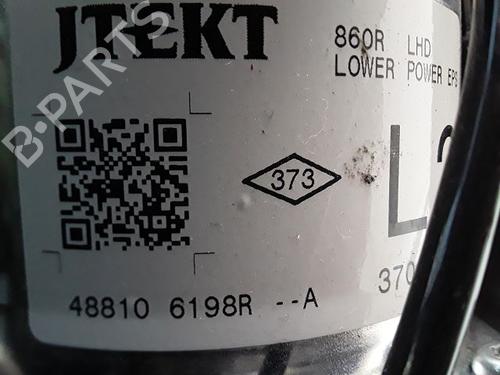 JTEKT
860R LHD
LOWER POWER EPS
B-PARTS
373
370
48810 6198R --A